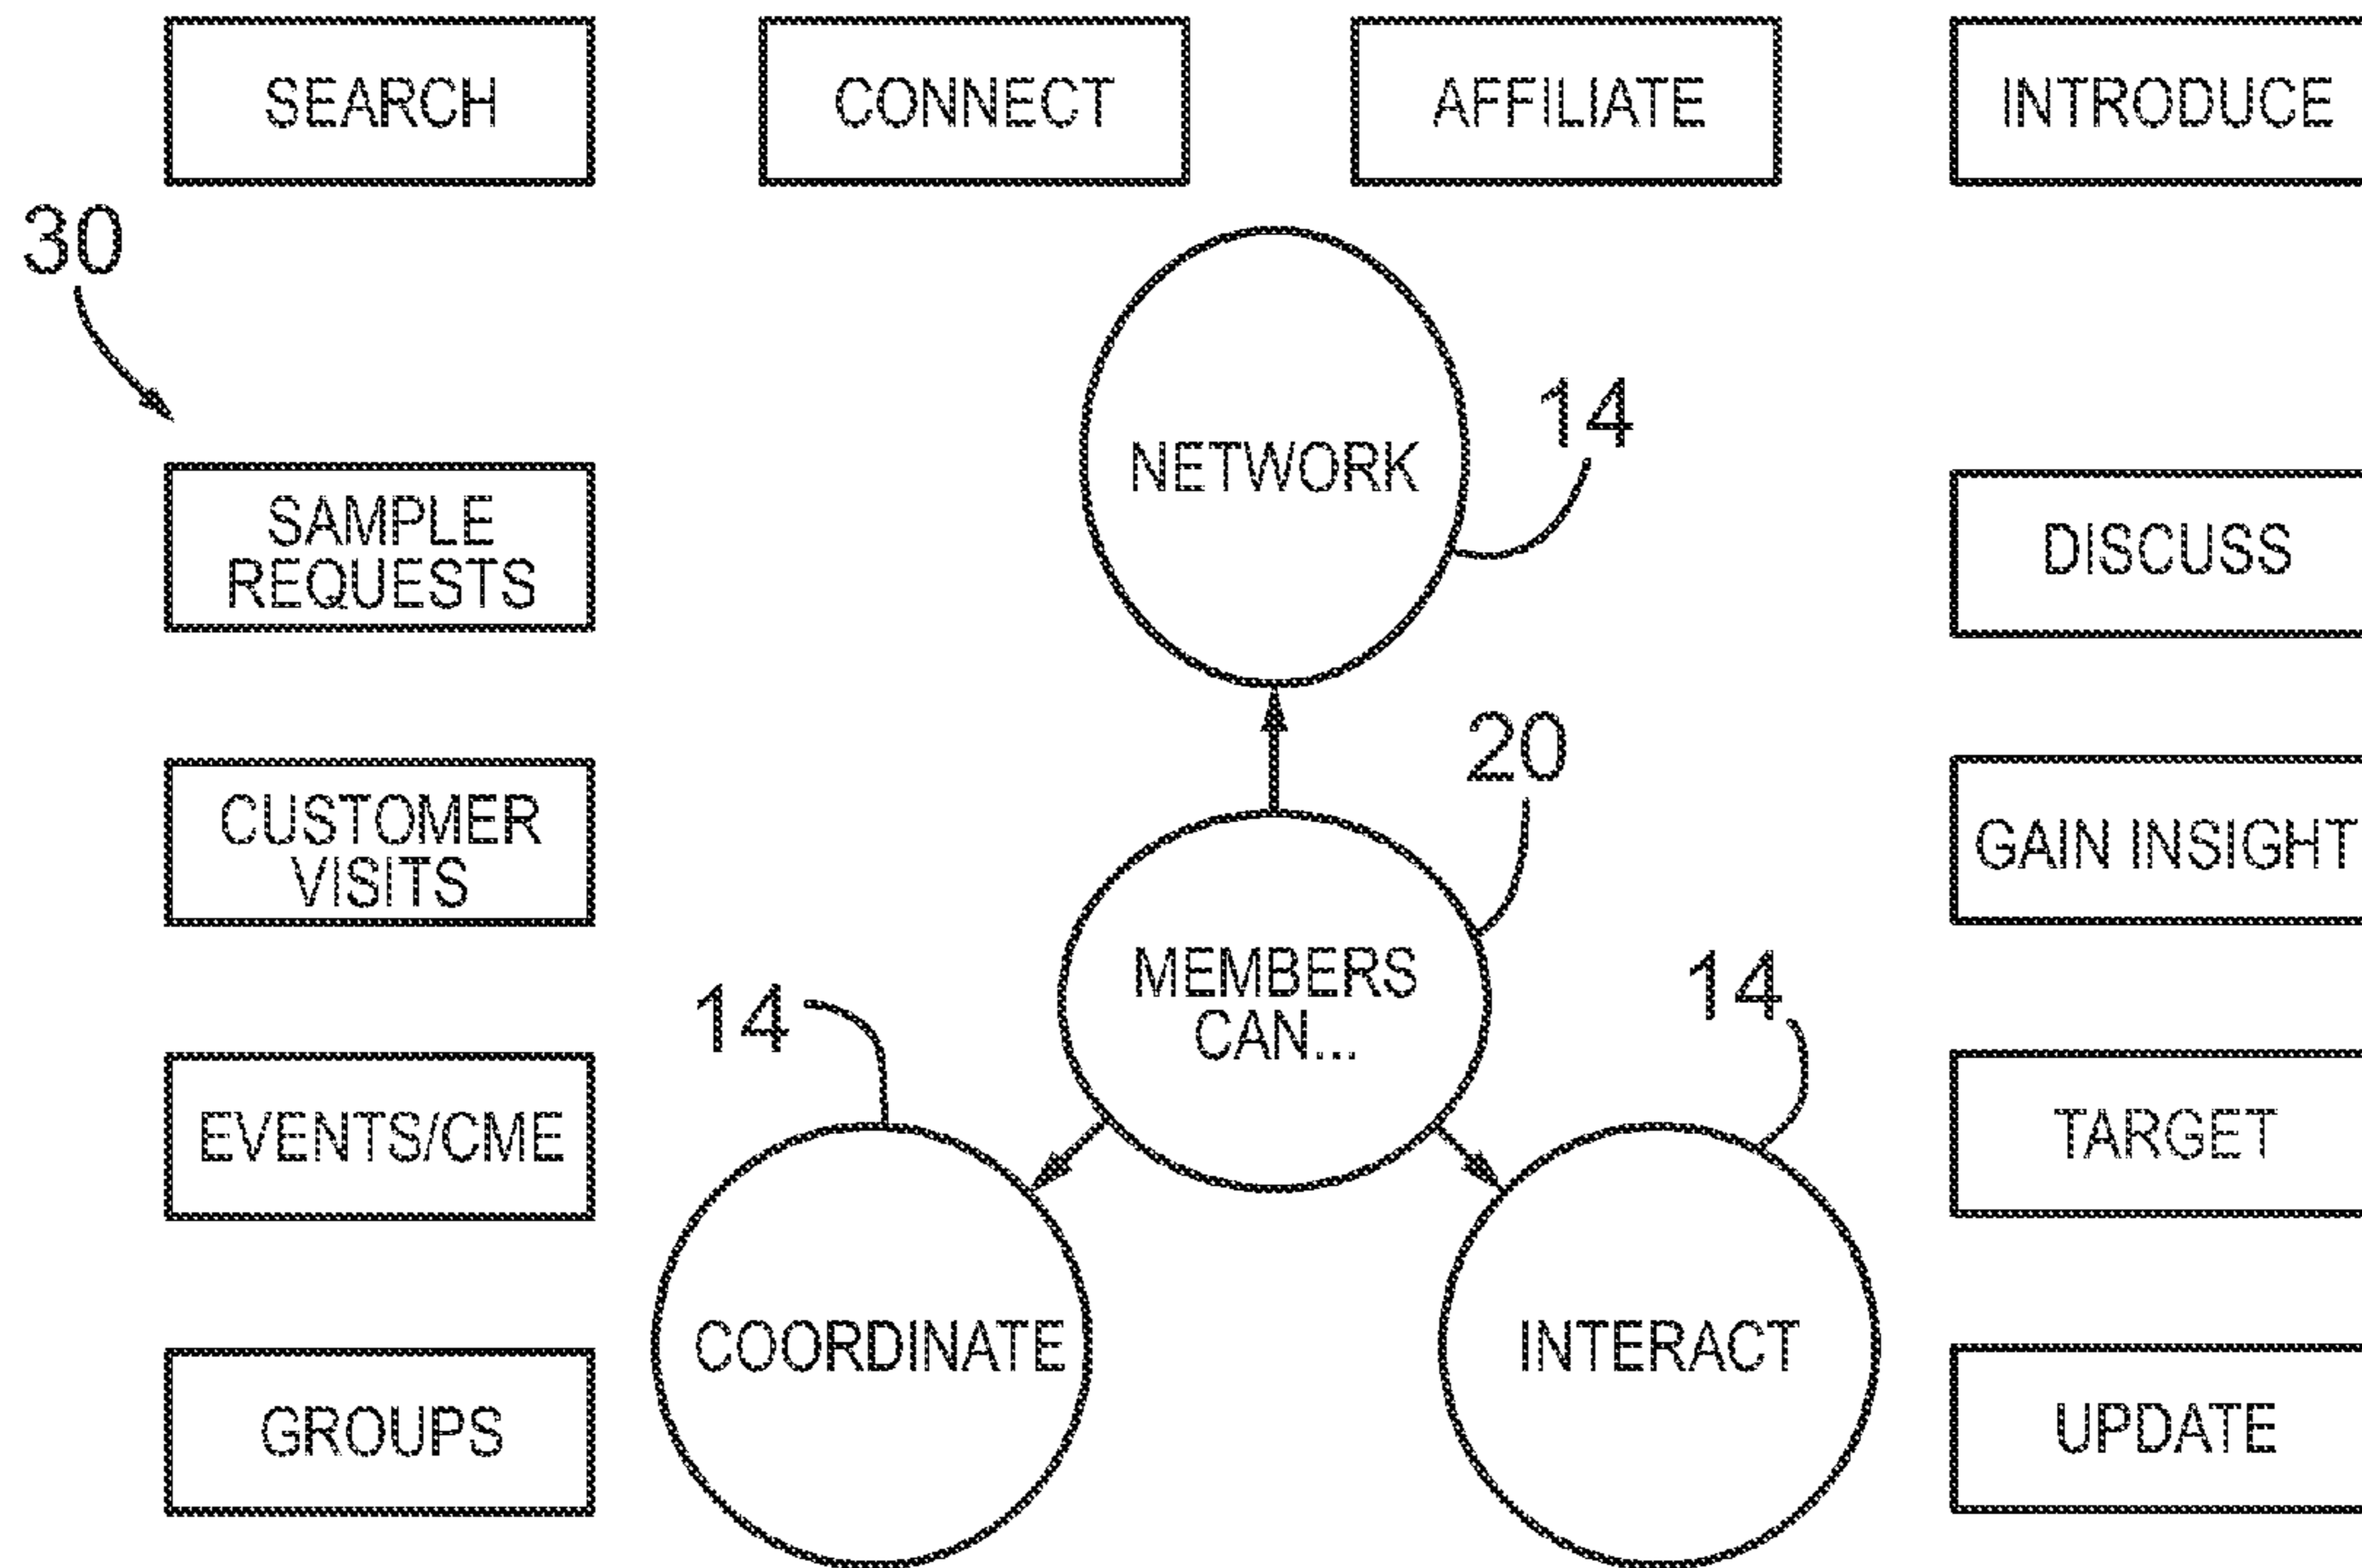 SEARCH
CONNECT
AFFILIATE
INTRODUCE
30
NETWORK
14
SAMPLE
REQUESTS
DISCUSS
20
CUSTOMER
VISITS
GAIN INSIGHT
MEMBERS
CAN...
14
14
EVENTS/CME
TARGET
COORDINATE
INTERACT
GROUPS
UPDATE